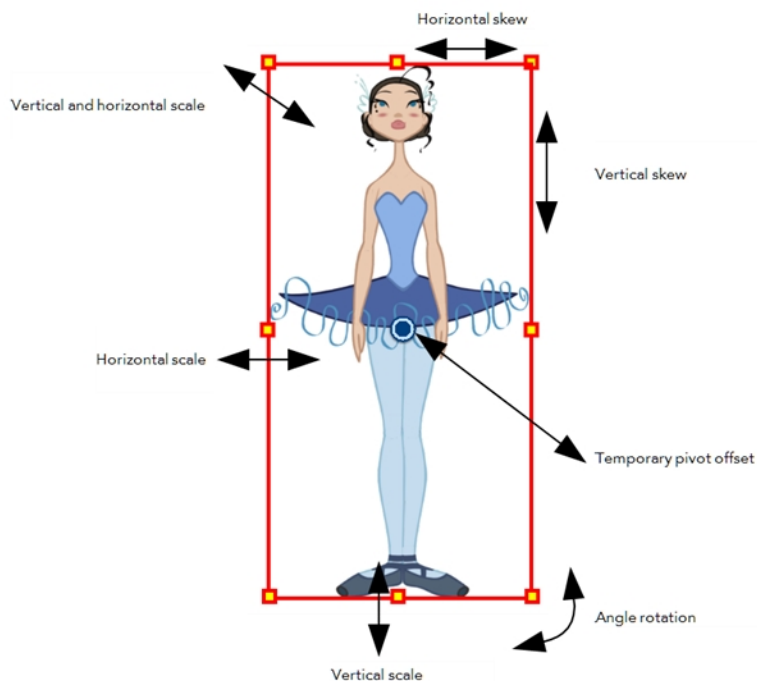 Horizontal skew
Vertical and horizontal scale
Vertical skew
Horizontal scale
Temporary pivot offset
Angle rotation
Vertical scale